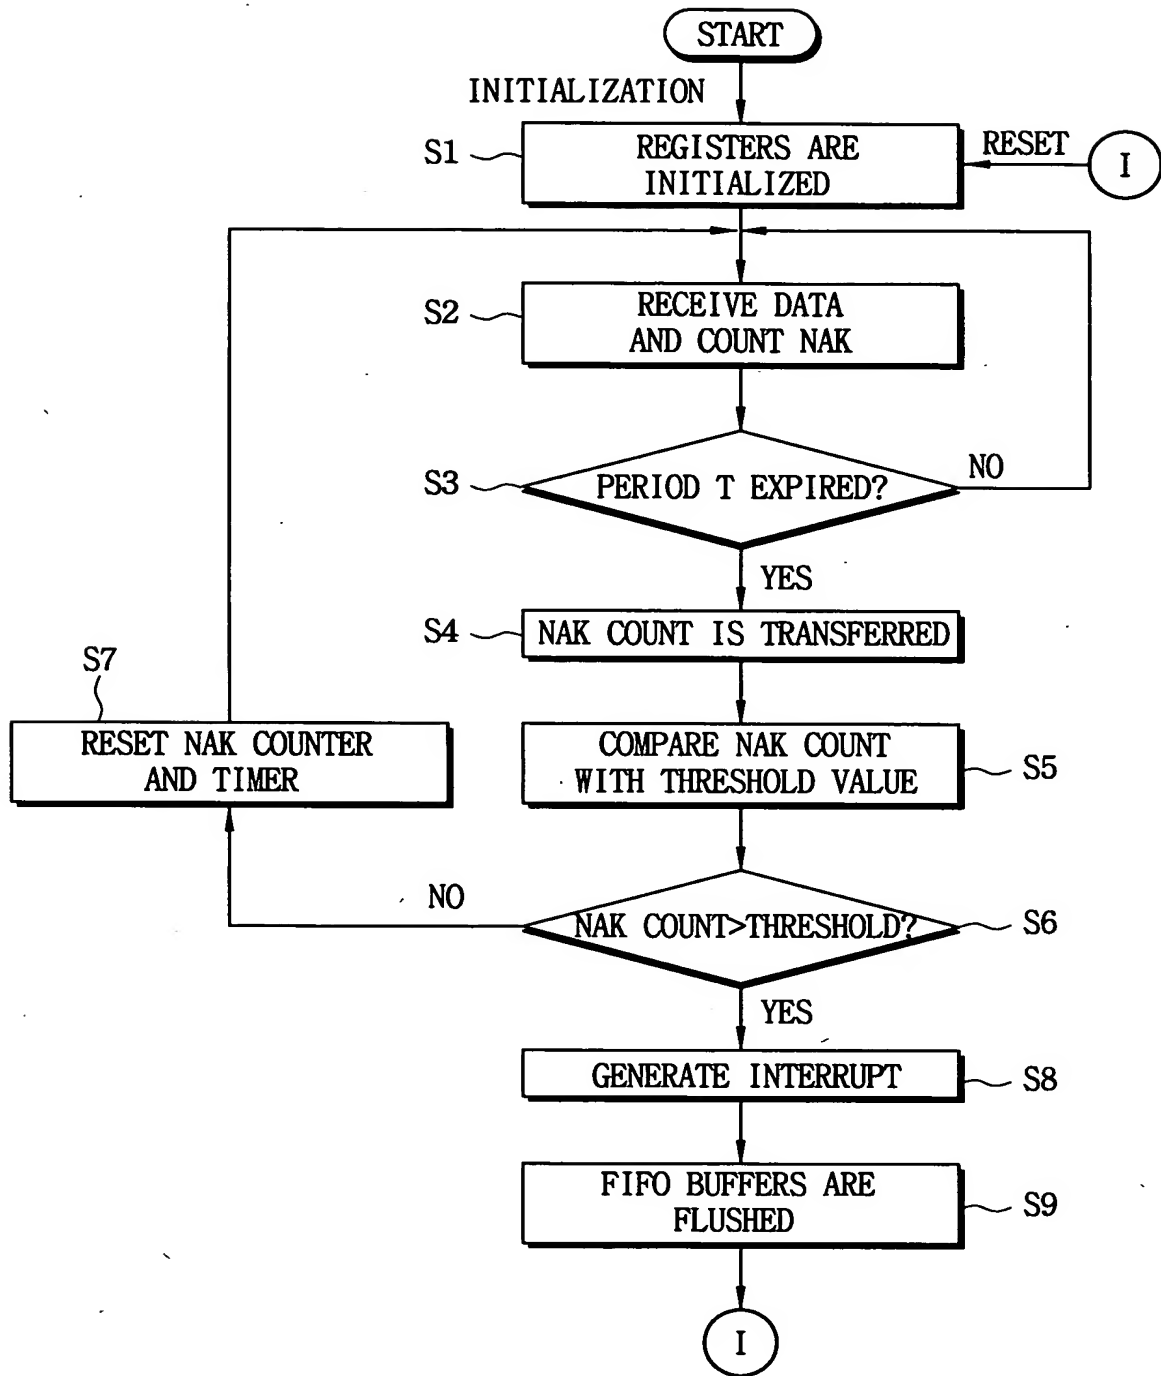 START
INITIALIZATION
S1
REGISTERS ARE
INITIALIZED
RESET
I
S2
RECEIVE DATA
AND COUNT NAK
S3
PERIOD T EXPIRED?
NO
YES
S4
NAK COUNT IS TRANSFERRED
S7
RESET NAK COUNTER
AND TIMER
COMPARE NAK COUNT
WITH THRESHOLD VALUE
S5
NO
NAK COUNT>THRESHOLD?
S6
YES
GENERATE INTERRUPT
S8
FIFO BUFFERS ARE
FLUSHED
S9
I